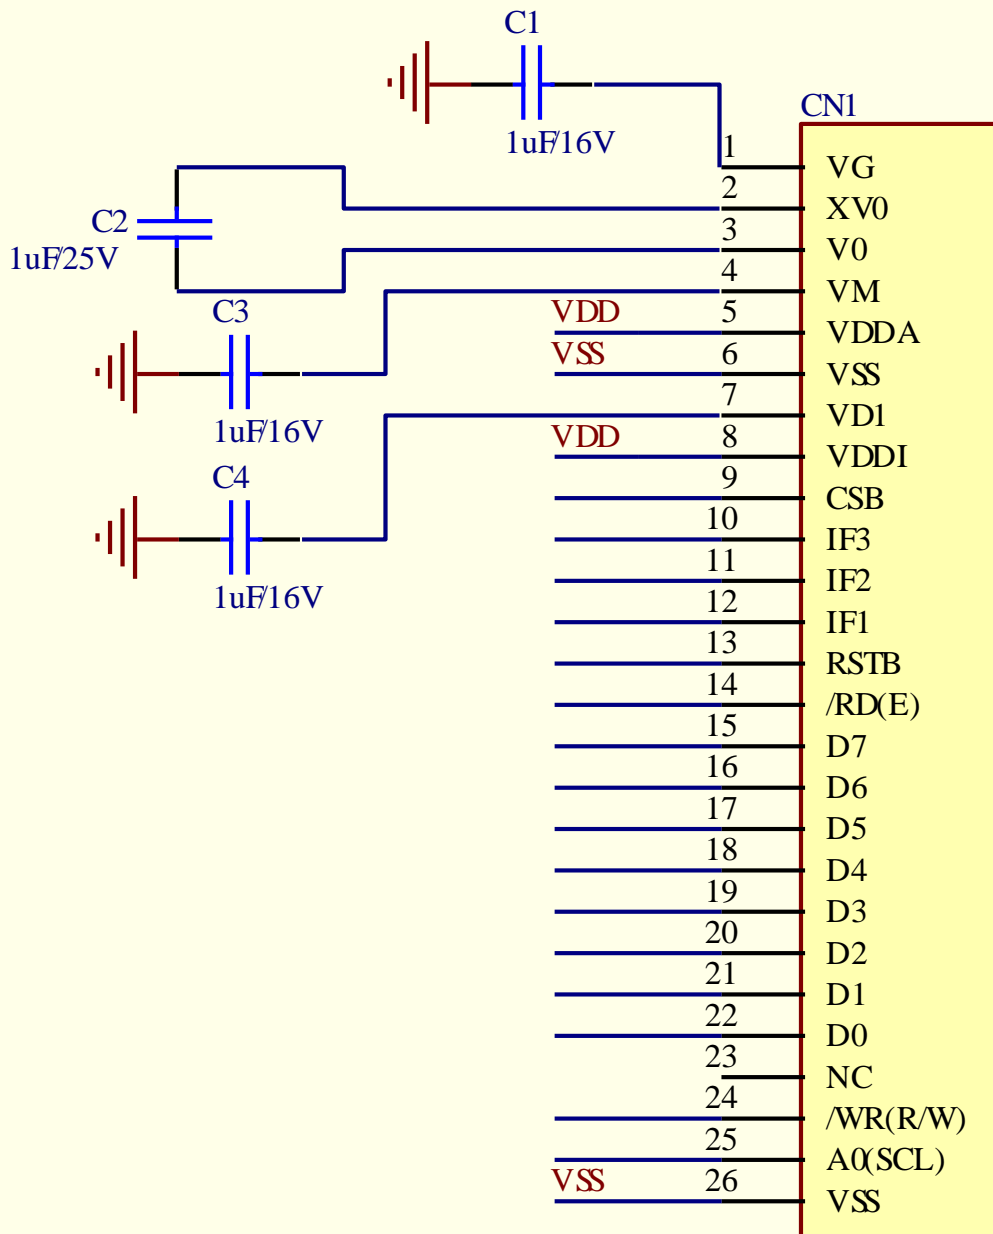 C1
1uF/16V
CN1
1 VG
2 XV0
C2
1uF/25V
3 V0
4 VM
C3
1uF/16V
VDD 5 VDDA
VSS 6 VSS
7 VD1
VDD 8 VDDI
C4
1uF/16V
9 CSB
10 IF3
11 IF2
12 IF1
13 RSTB
14 /RD(E)
15 D7
16 D6
17 D5
18 D4
19 D3
20 D2
21 D1
22 D0
23 NC
24 /WR(R/W)
25 A0(SCL)
VSS 26 VSS